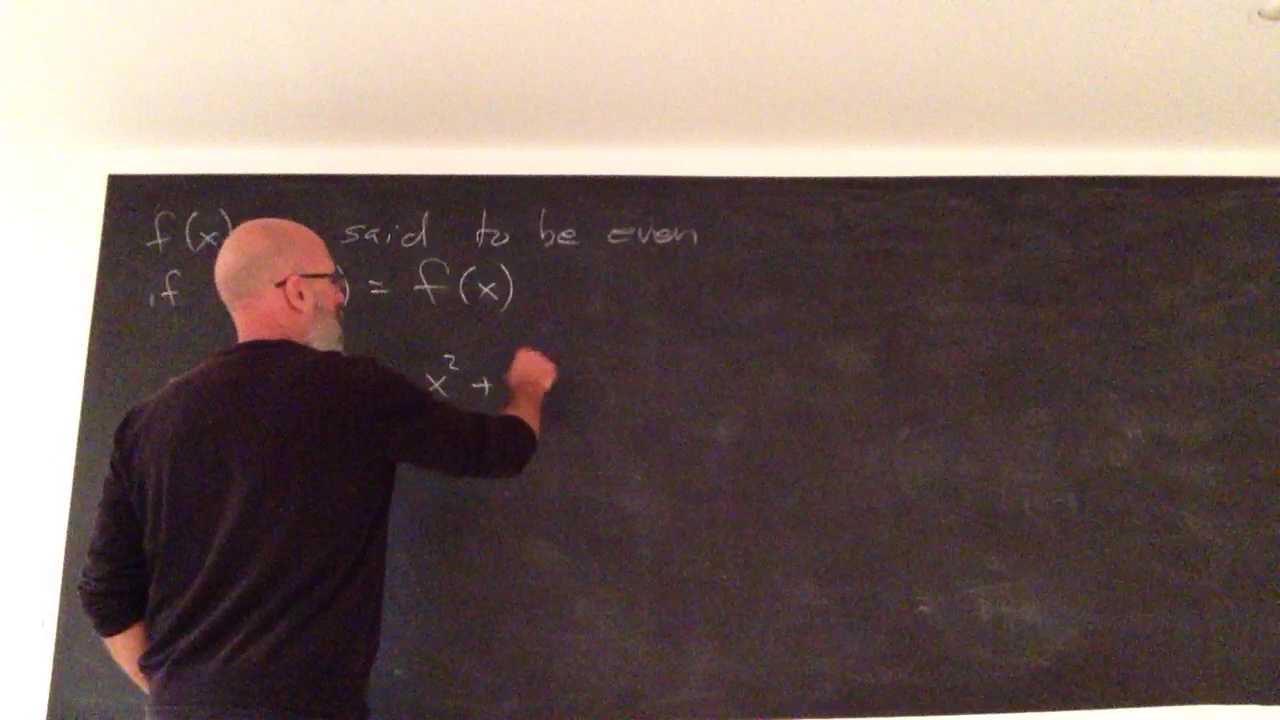 f(x) said to be even
if ) = f(x)
x² +